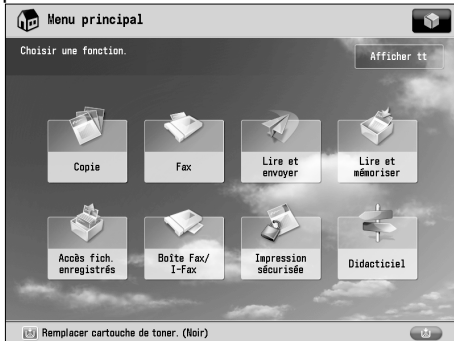 Menu principal
Choisir une fonction.
Afficher tt
Copie
Fax
Lire et
envoyer
Lire et
mémoriser
Accès fich.
enregistrés
Boîte Fax/
I-Fax
Impression
sécurisée
Didacticiel
Remplacer cartouche de toner. (Noir)